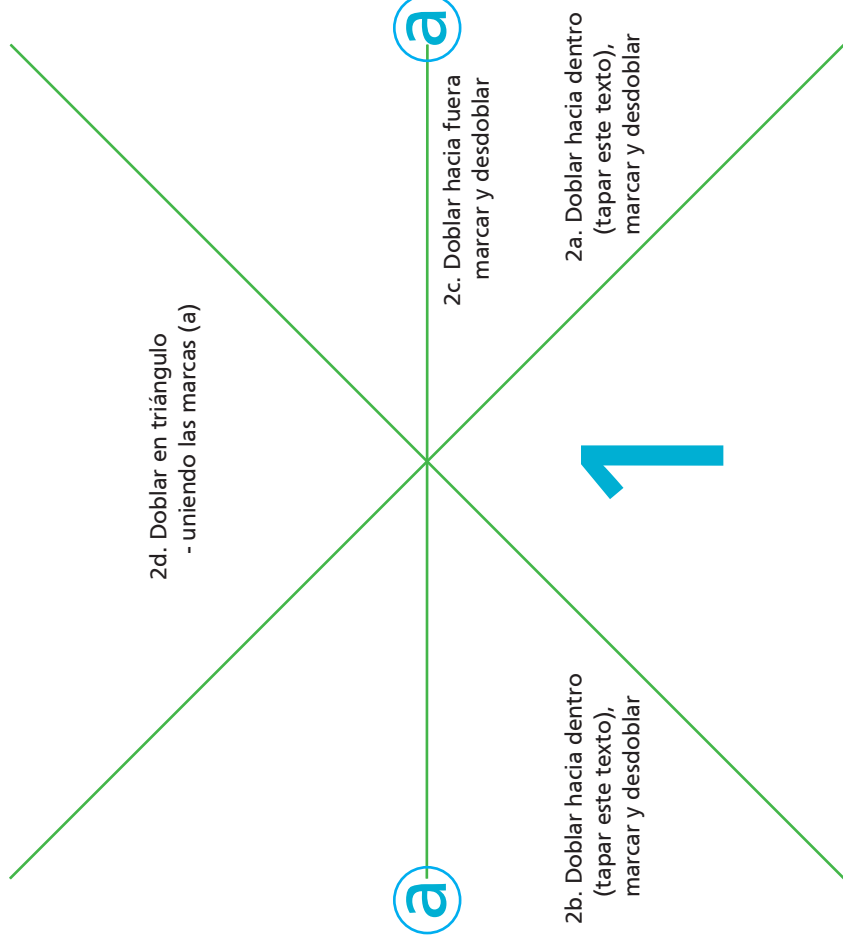 2d. Doblar en triángulo
- uniendo las marcas (a)
a
a
2c. Doblar hacia fuera
marcar y desdoblar
2b. Doblar hacia dentro
(tapar este texto),
marcar y desdoblar
1
2a. Doblar hacia dentro
(tapar este texto),
marcar y desdoblar